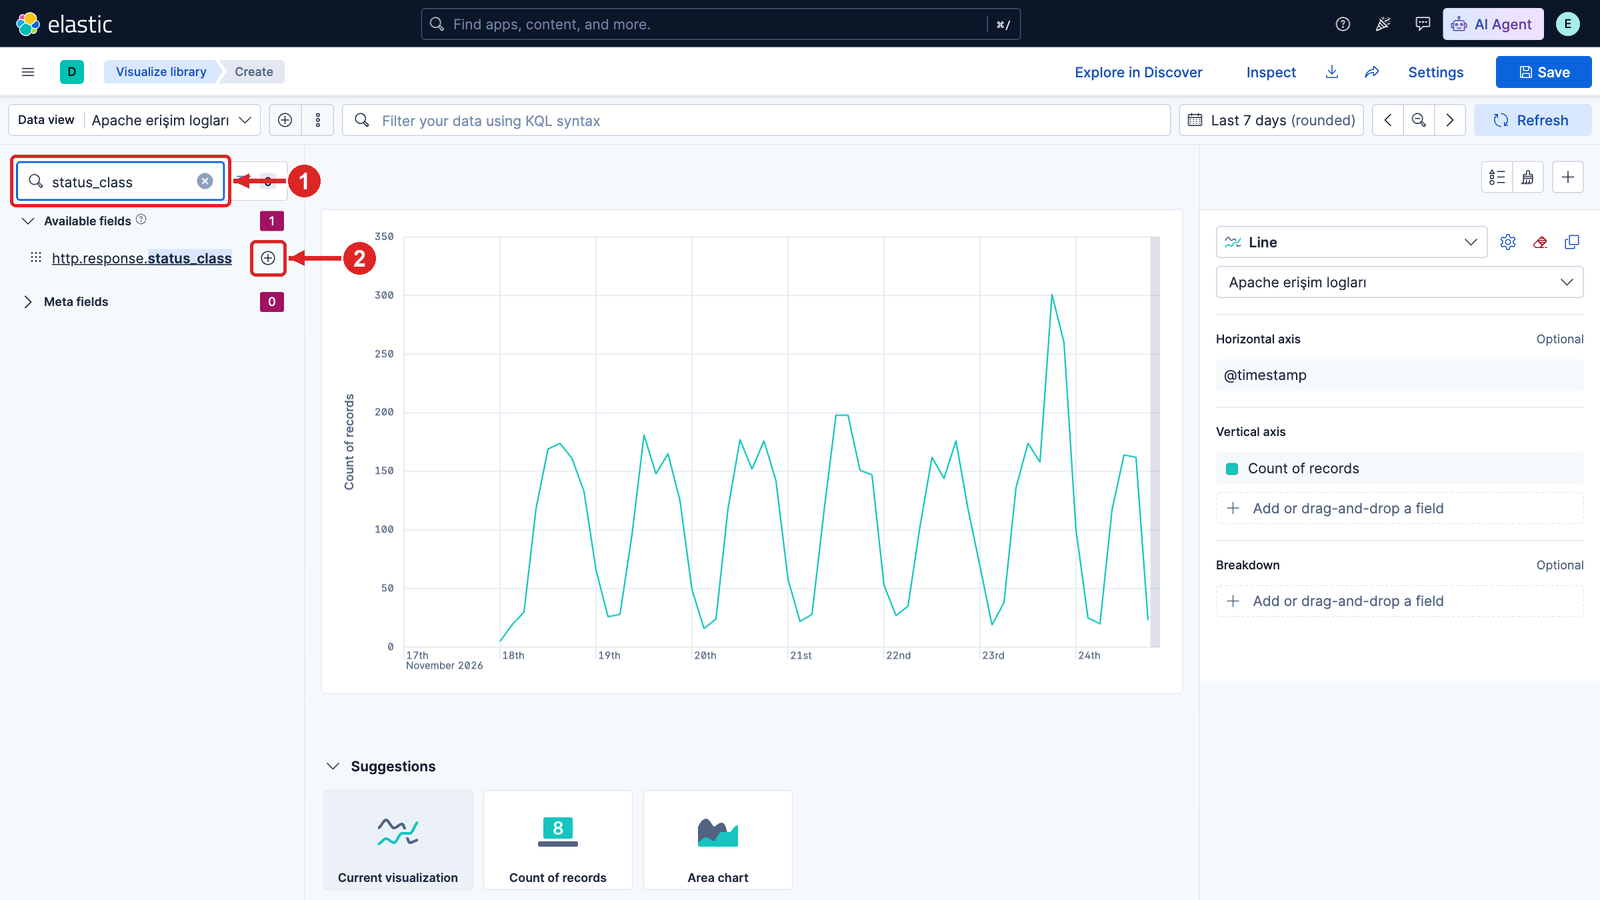 elastic
Find apps, content, and more.
⌘/
AI Agent
E
D
Visualize library
Create
Explore in Discover
Inspect
Settings
Save
Data view
Apache erişim logları
Filter your data using KQL syntax
Last 7 days (rounded)
Refresh
status_class
1
Available fields
1
http.response.status_class
2
Meta fields
0
350
300
250
200
150
100
50
0
Count of records
17th
November 2026
18th
19th
20th
21st
22nd
23rd
24th
Suggestions
Current visualization
8
Count of records
Area chart
Line
Apache erişim logları
Horizontal axis
Optional
@timestamp
Vertical axis
Count of records
Add or drag-and-drop a field
Breakdown
Optional
Add or drag-and-drop a field